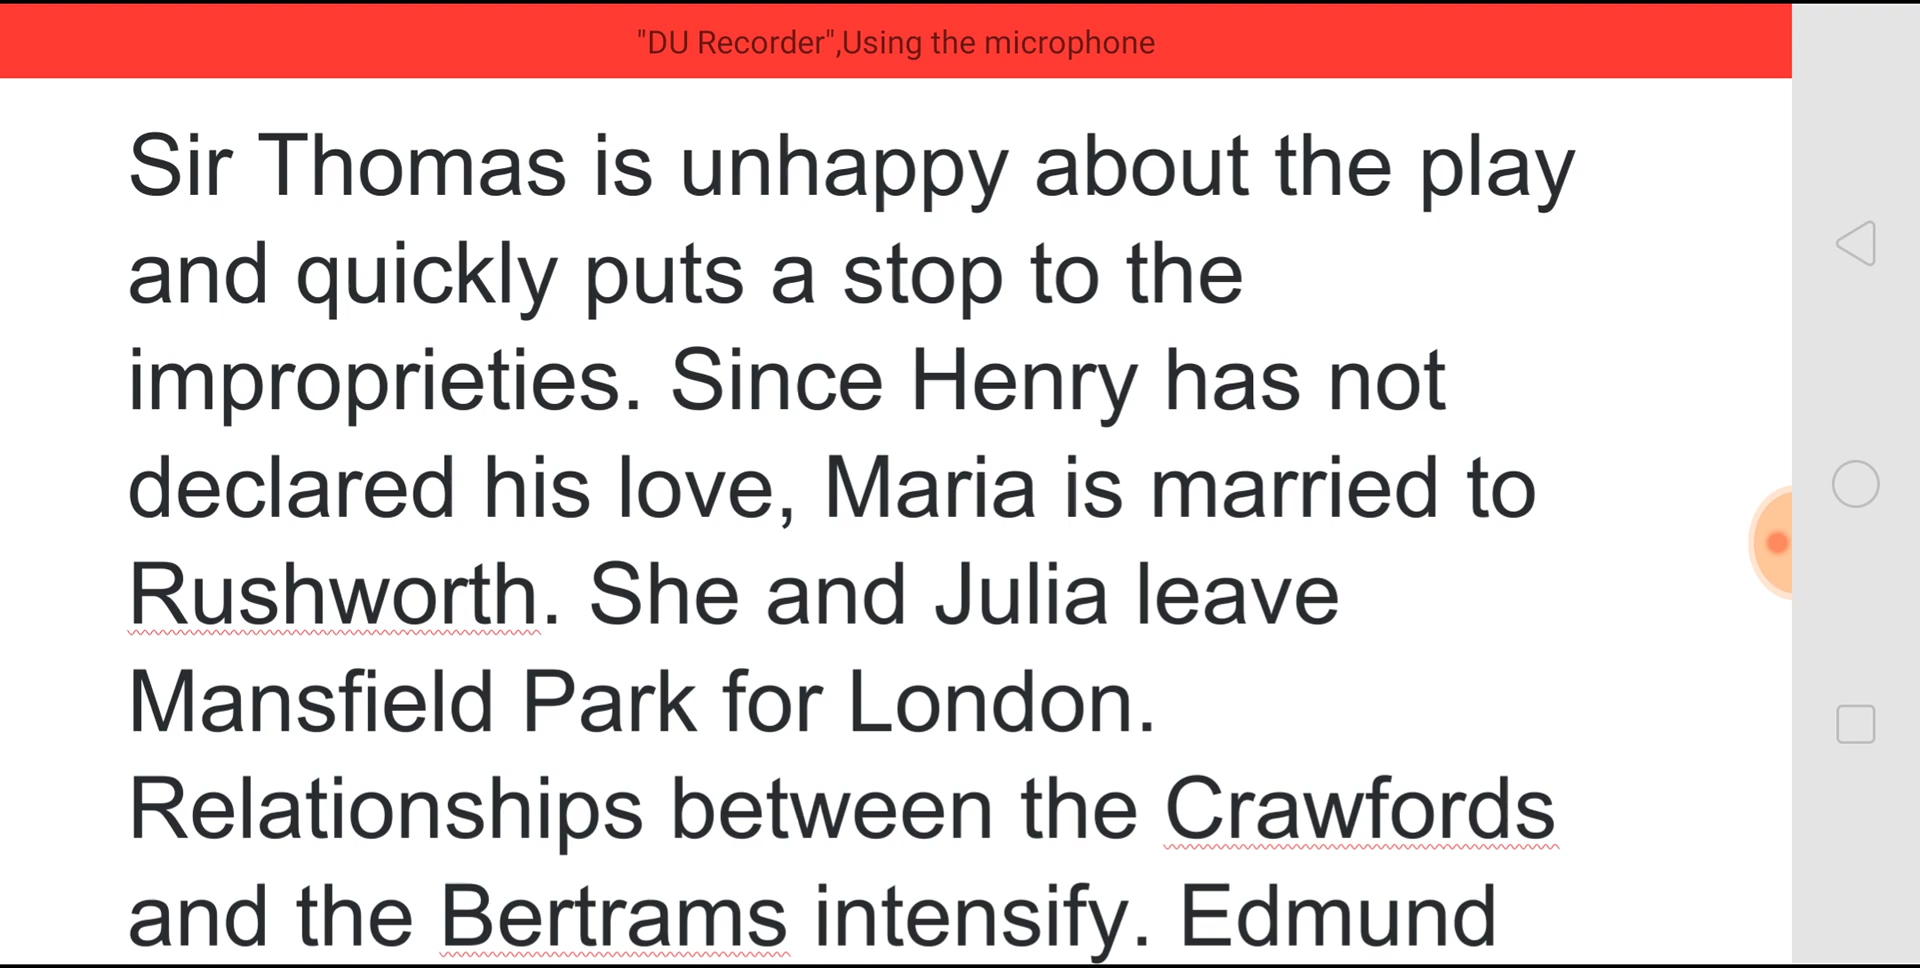 "DU Recorder",Using the microphone
Sir Thomas is unhappy about the play
and quickly puts a stop to the
improprieties. Since Henry has not
declared his love, Maria is married to
Rushworth. She and Julia leave
Mansfield Park for London.
Relationships between the Crawfords
and the Bertrams intensify. Edmund